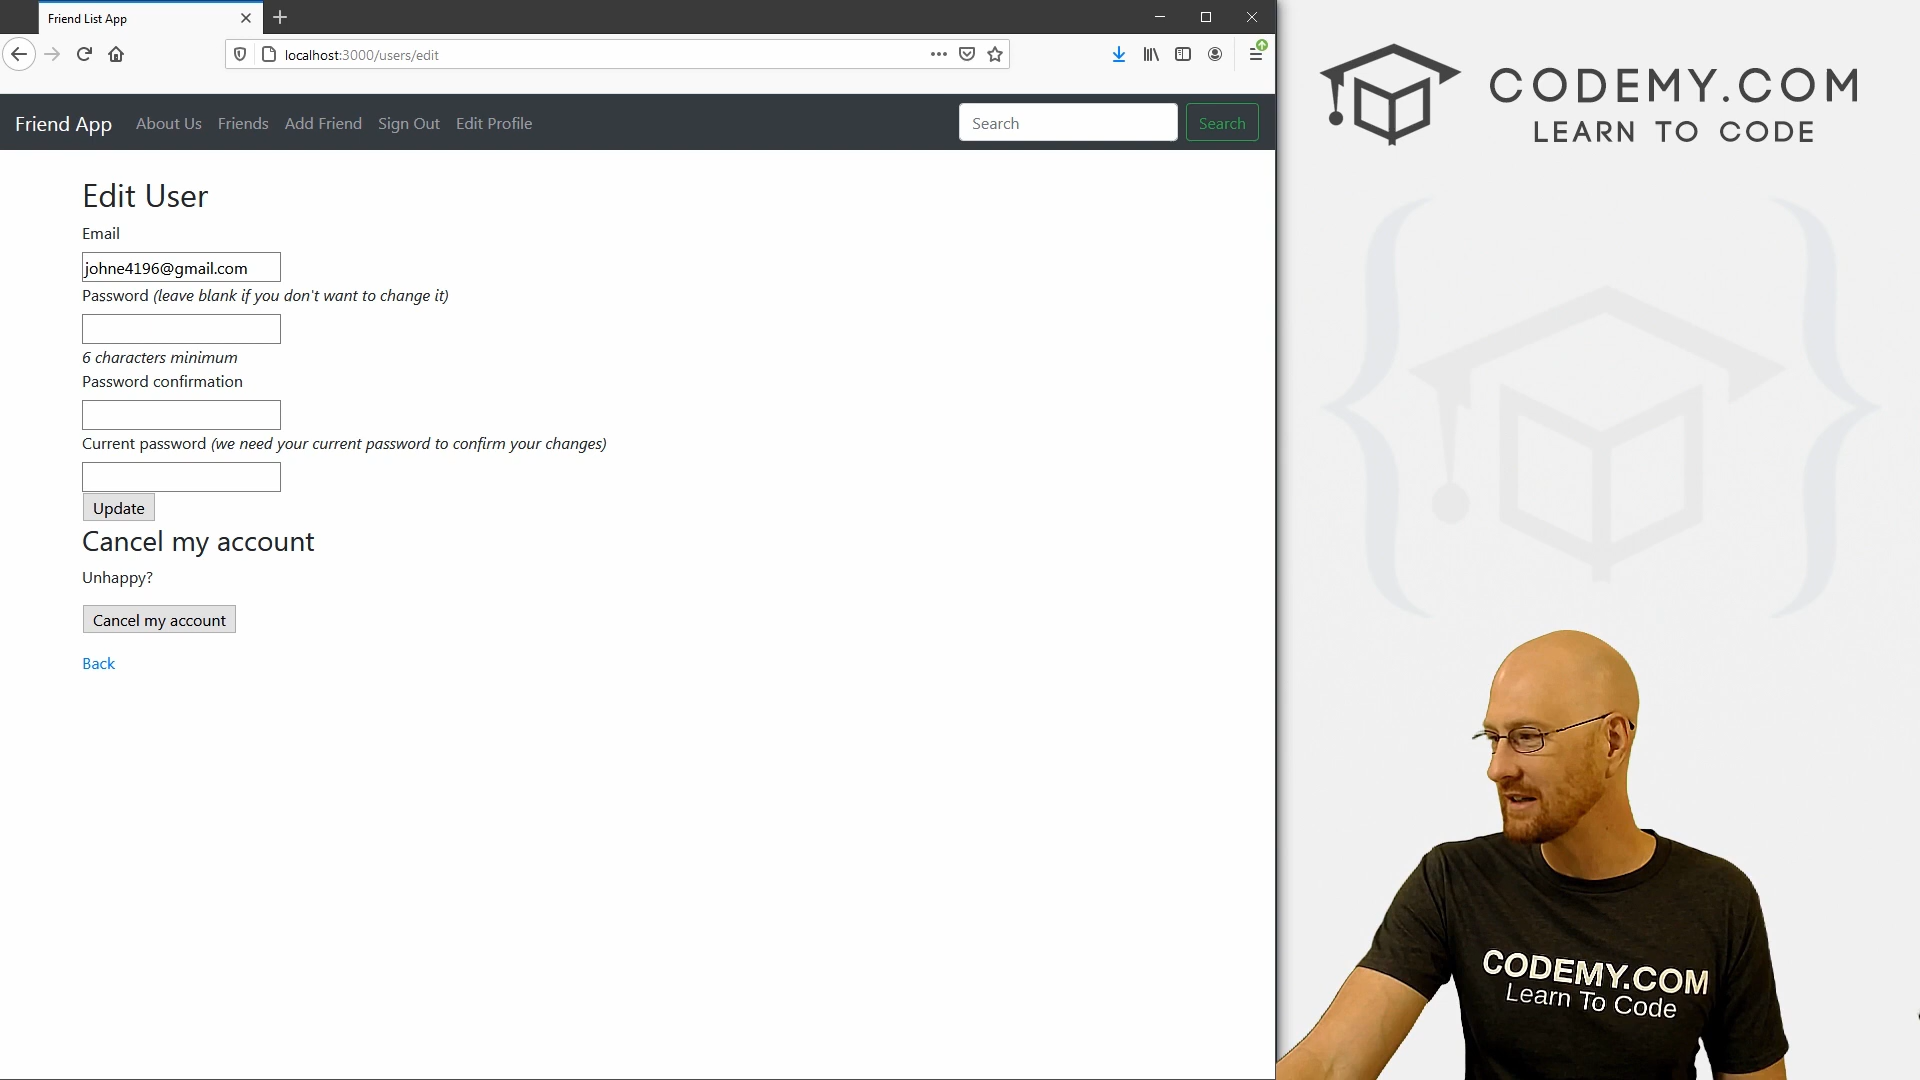 Friend List App
localhost:3000/users/edit
Friend App About Us Friends Add Friend Sign Out Edit Profile Search Search
Edit User
Email
johne4196@gmail.com
Password (leave blank if you don't want to change it)
6 characters minimum
Password confirmation
Current password (we need your current password to confirm your changes)
Update
Cancel my account
Unhappy?
Cancel my account
Back
CODEMY.COM
LEARN TO CODE
CODEMY.COM
Learn To Code